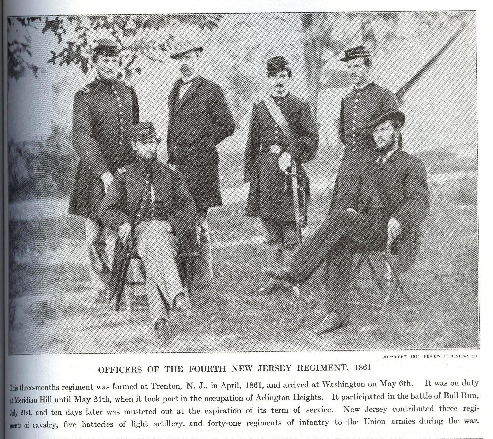 OFFICERS OF THE FOURTH NEW JERSEY REGIMENT, 1861
This three-months regiment was formed at Trenton, N. J., in April, 1861, and arrived at Washington on May 6th. It was on duty
at Meridian Hill until May 24th, when it took part in the occupation of Arlington Heights. It participated in the battle of Bull Run,
July 21st, and ten days later was mustered out at the expiration of its term of service. New Jersey contributed three regi-
ments of cavalry, five batteries of light artillery, and forty-one regiments of infantry to the Union armies during the war.